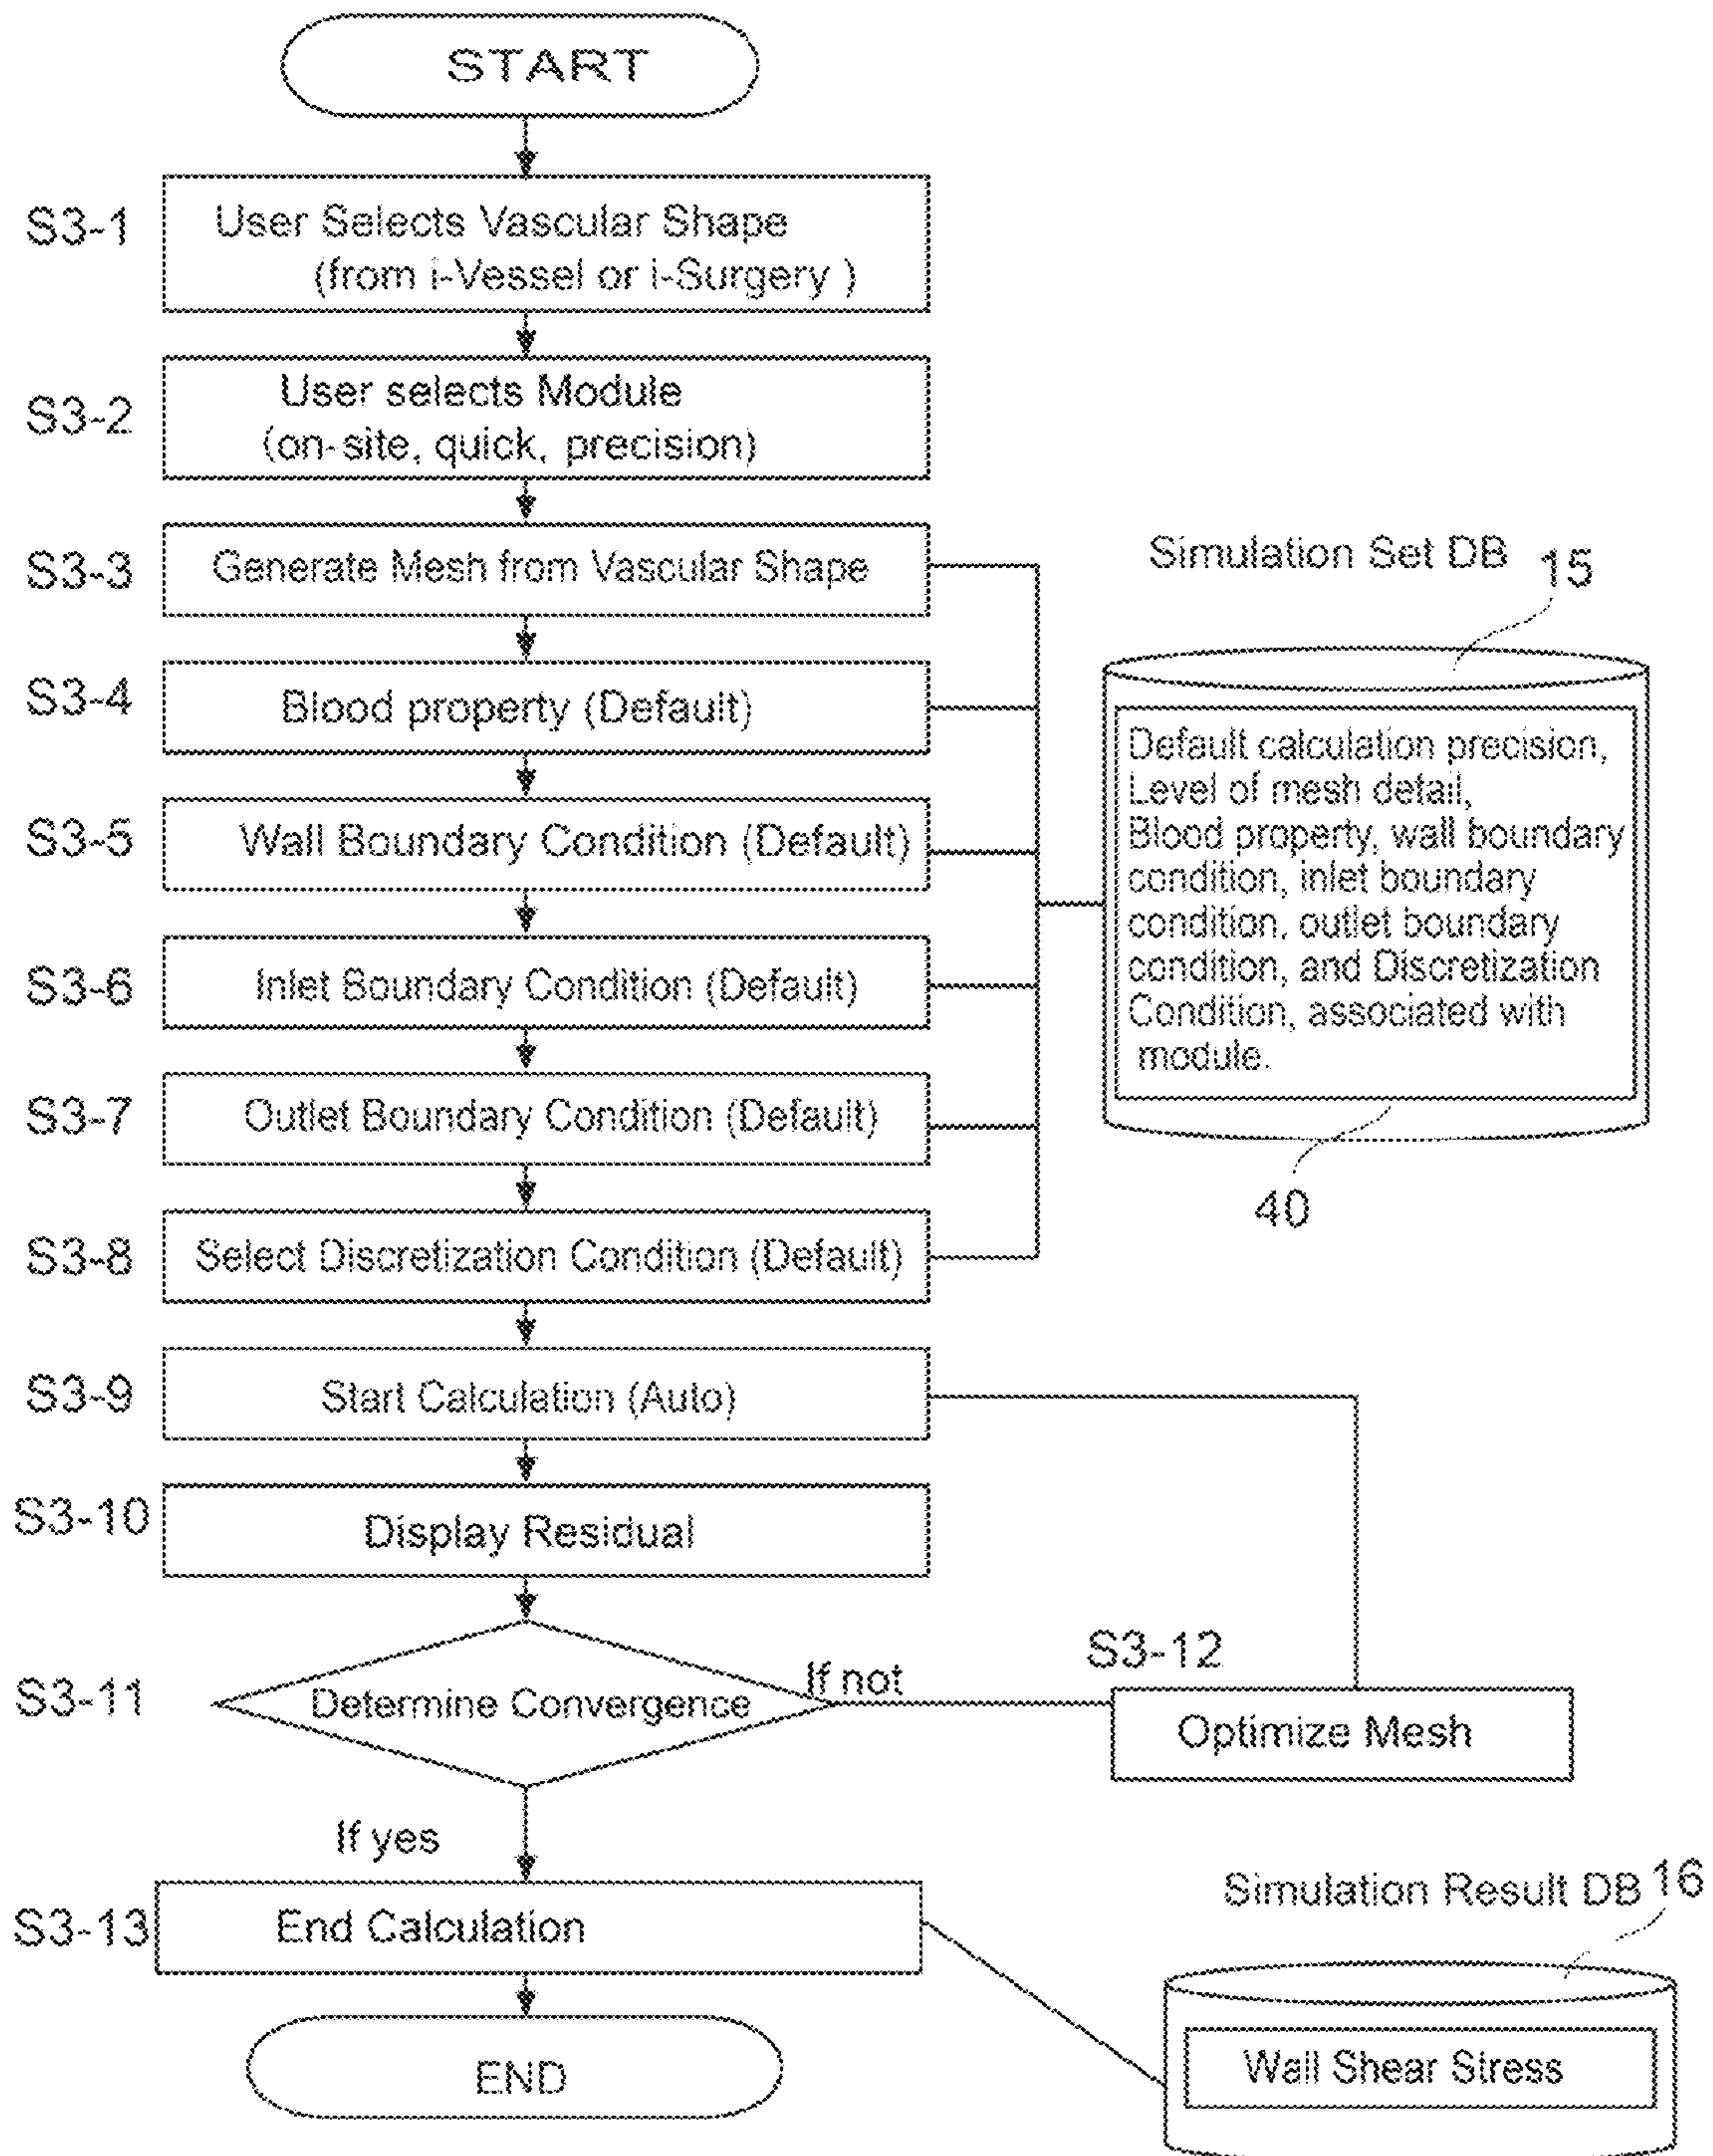 START
S3-1
User Selects Vascular Shape
(from i-Vessel or i-Surgery )
S3-2
User selects Module
(on-site, quick, precision)
S3-3
Generate Mesh from Vascular Shape
Simulation Set DB 15
S3-4
Blood property (Default)
Default calculation precision,
Level of mesh detail,
Blood property, wall boundary
condition, inlet boundary
condition, outlet boundary
condition, and Discretization
Condition, associated with
module.
40
S3-5
Wall Boundary Condition (Default)
S3-6
Inlet Boundary Condition (Default)
S3-7
Outlet Boundary Condition (Default)
S3-8
Select Discretization Condition (Default)
S3-9
Start Calculation (Auto)
S3-10
Display Residual
S3-11
Determine Convergence
If not
S3-12
Optimize Mesh
If yes
S3-13
End Calculation
Simulation Result DB 16
Wall Shear Stress
END